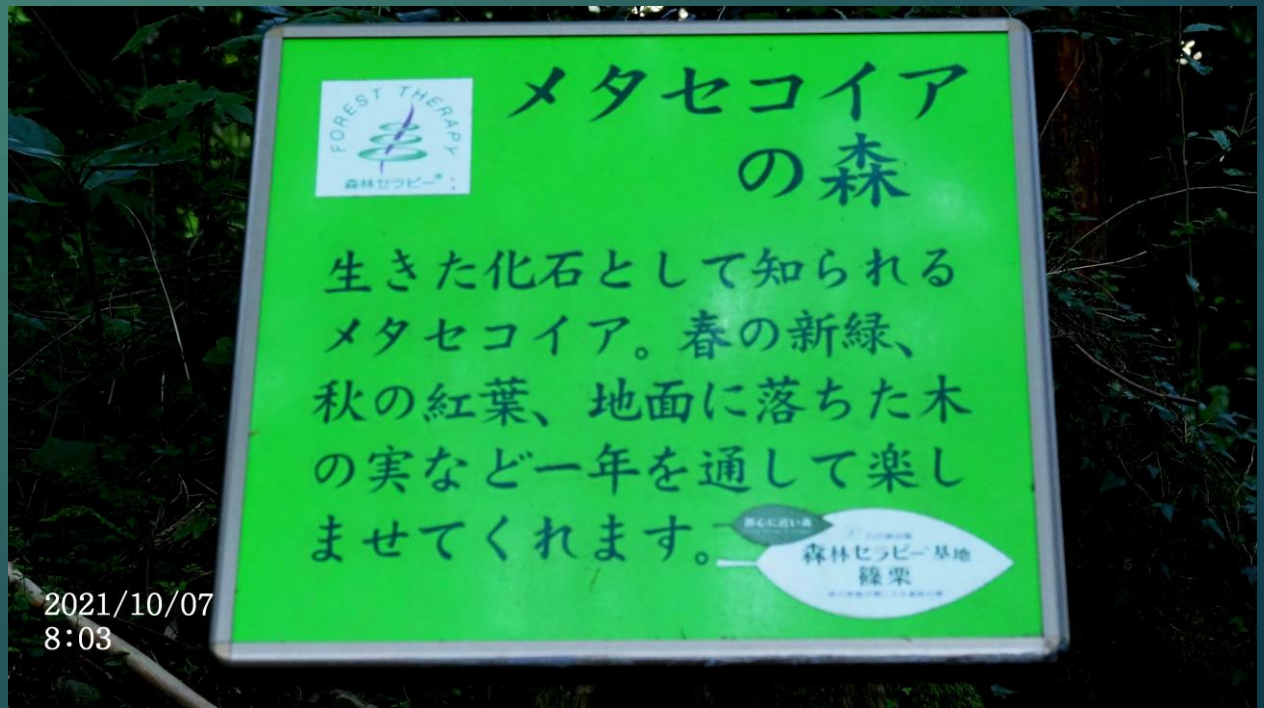 FOREST THERAPY
森林セラピー®
メタセコイア
の森
生きた化石として知られる
メタセコイア。春の新緑、
秋の紅葉、地面に落ちた木
の実など一年を通して楽し
ませてくれます。
都心に近い森
森林セラピー®基地
篠栗
2021/10/07
8:03